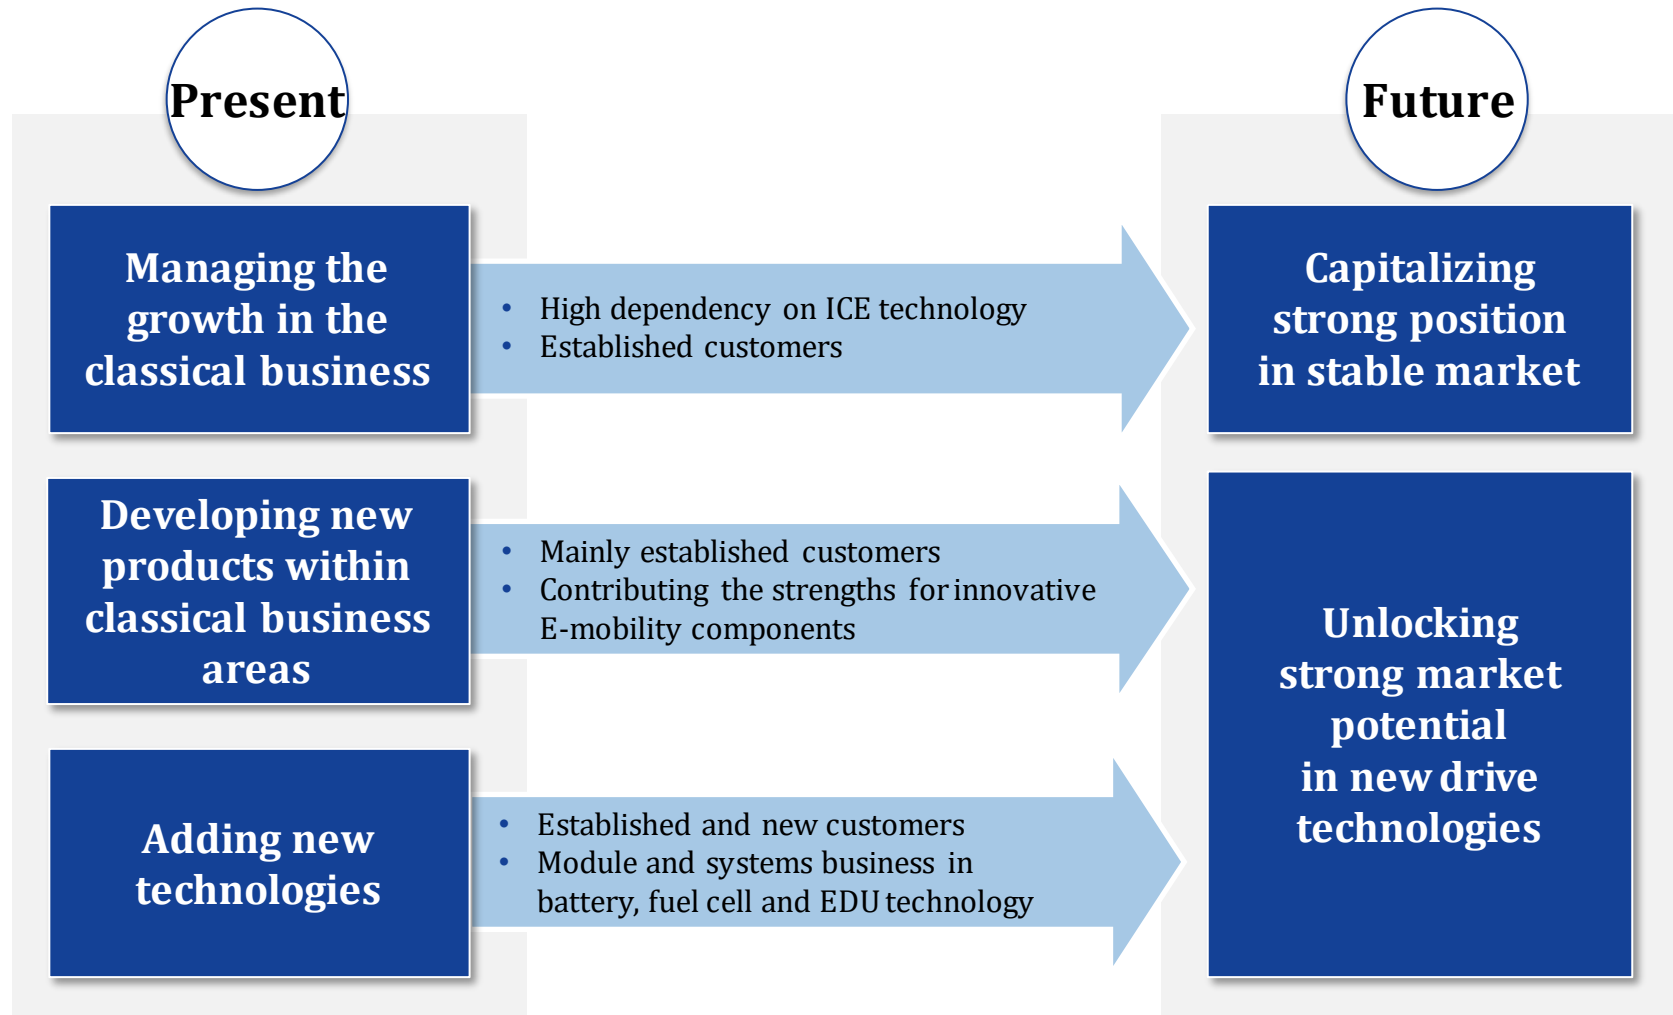 Present
Future
Managing the
growth in the
classical business
• High dependency on ICE technology
• Established customers
Capitalizing
strong position
in stable market
Developing new
products within
classical business
areas
• Mainly established customers
• Contributing the strengths for innovative
E-mobility components
Adding new
technologies
• Established and new customers
• Module and systems business in
battery, fuel cell and EDU technology
Unlocking
strong market
potential
in new drive
technologies